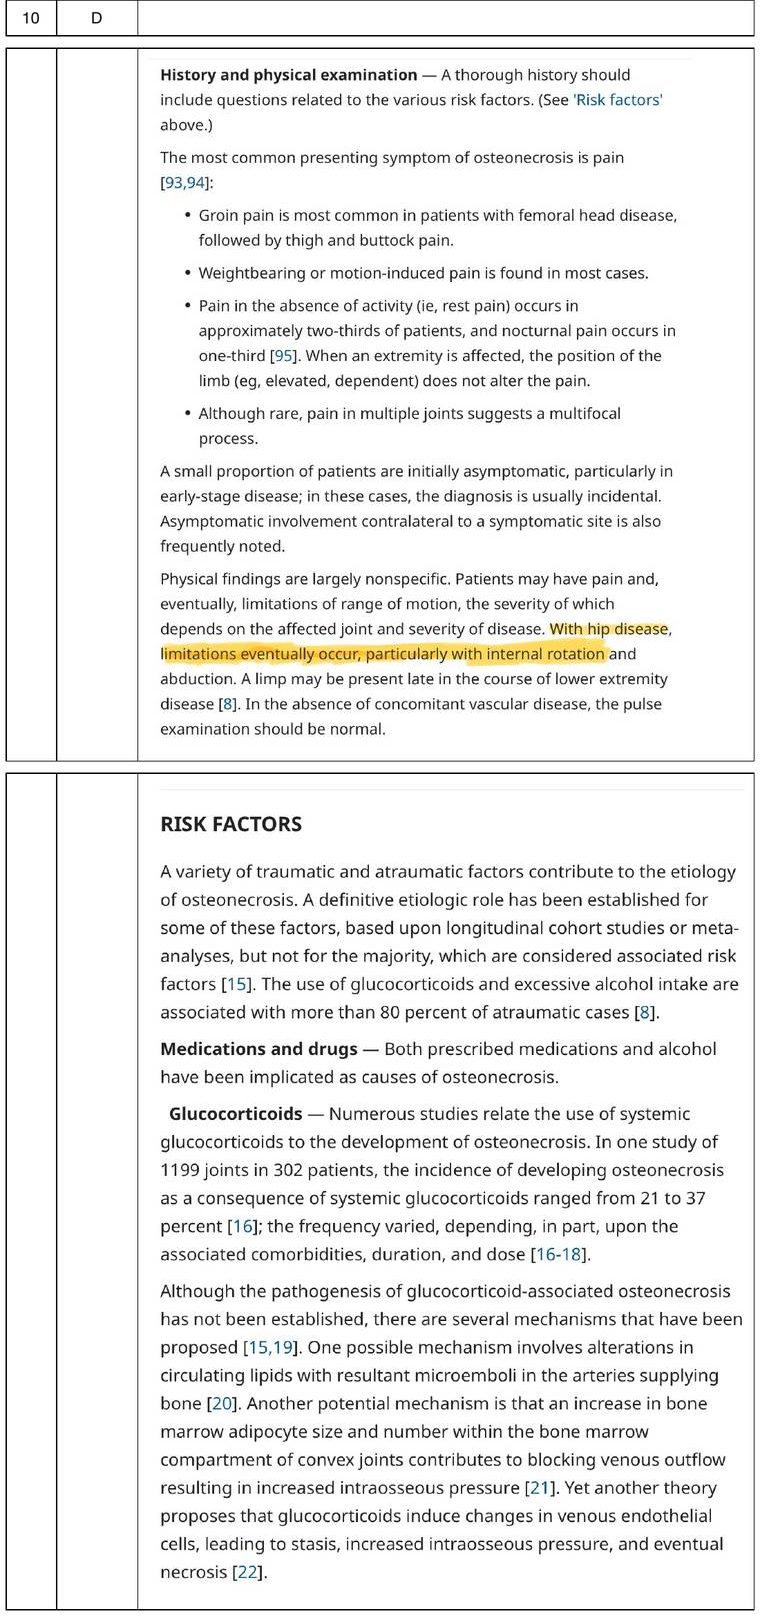 10 D
History and physical examination — A thorough history should
include questions related to the various risk factors. (See 'Risk factors'
above.)
The most common presenting symptom of osteonecrosis is pain
[93,94]:
• Groin pain is most common in patients with femoral head disease,
followed by thigh and buttock pain.
• Weightbearing or motion-induced pain is found in most cases.
• Pain in the absence of activity (ie, rest pain) occurs in
approximately two-thirds of patients, and nocturnal pain occurs in
one-third [95]. When an extremity is affected, the position of the
limb (eg, elevated, dependent) does not alter the pain.
• Although rare, pain in multiple joints suggests a multifocal
process.
A small proportion of patients are initially asymptomatic, particularly in
early-stage disease; in these cases, the diagnosis is usually incidental.
Asymptomatic involvement contralateral to a symptomatic site is also
frequently noted.
Physical findings are largely nonspecific. Patients may have pain and,
eventually, limitations of range of motion, the severity of which
depends on the affected joint and severity of disease. With hip disease,
limitations eventually occur, particularly with internal rotation and
abduction. A limp may be present late in the course of lower extremity
disease [8]. In the absence of concomitant vascular disease, the pulse
examination should be normal.
RISK FACTORS
A variety of traumatic and atraumatic factors contribute to the etiology
of osteonecrosis. A definitive etiologic role has been established for
some of these factors, based upon longitudinal cohort studies or meta-
analyses, but not for the majority, which are considered associated risk
factors [15]. The use of glucocorticoids and excessive alcohol intake are
associated with more than 80 percent of atraumatic cases [8].
Medications and drugs — Both prescribed medications and alcohol
have been implicated as causes of osteonecrosis.
Glucocorticoids — Numerous studies relate the use of systemic
glucocorticoids to the development of osteonecrosis. In one study of
1199 joints in 302 patients, the incidence of developing osteonecrosis
as a consequence of systemic glucocorticoids ranged from 21 to 37
percent [16]; the frequency varied, depending, in part, upon the
associated comorbidities, duration, and dose [16-18].
Although the pathogenesis of glucocorticoid-associated osteonecrosis
has not been established, there are several mechanisms that have been
proposed [15,19]. One possible mechanism involves alterations in
circulating lipids with resultant microemboli in the arteries supplying
bone [20]. Another potential mechanism is that an increase in bone
marrow adipocyte size and number within the bone marrow
compartment of convex joints contributes to blocking venous outflow
resulting in increased intraosseous pressure [21]. Yet another theory
proposes that glucocorticoids induce changes in venous endothelial
cells, leading to stasis, increased intraosseous pressure, and eventual
necrosis [22].